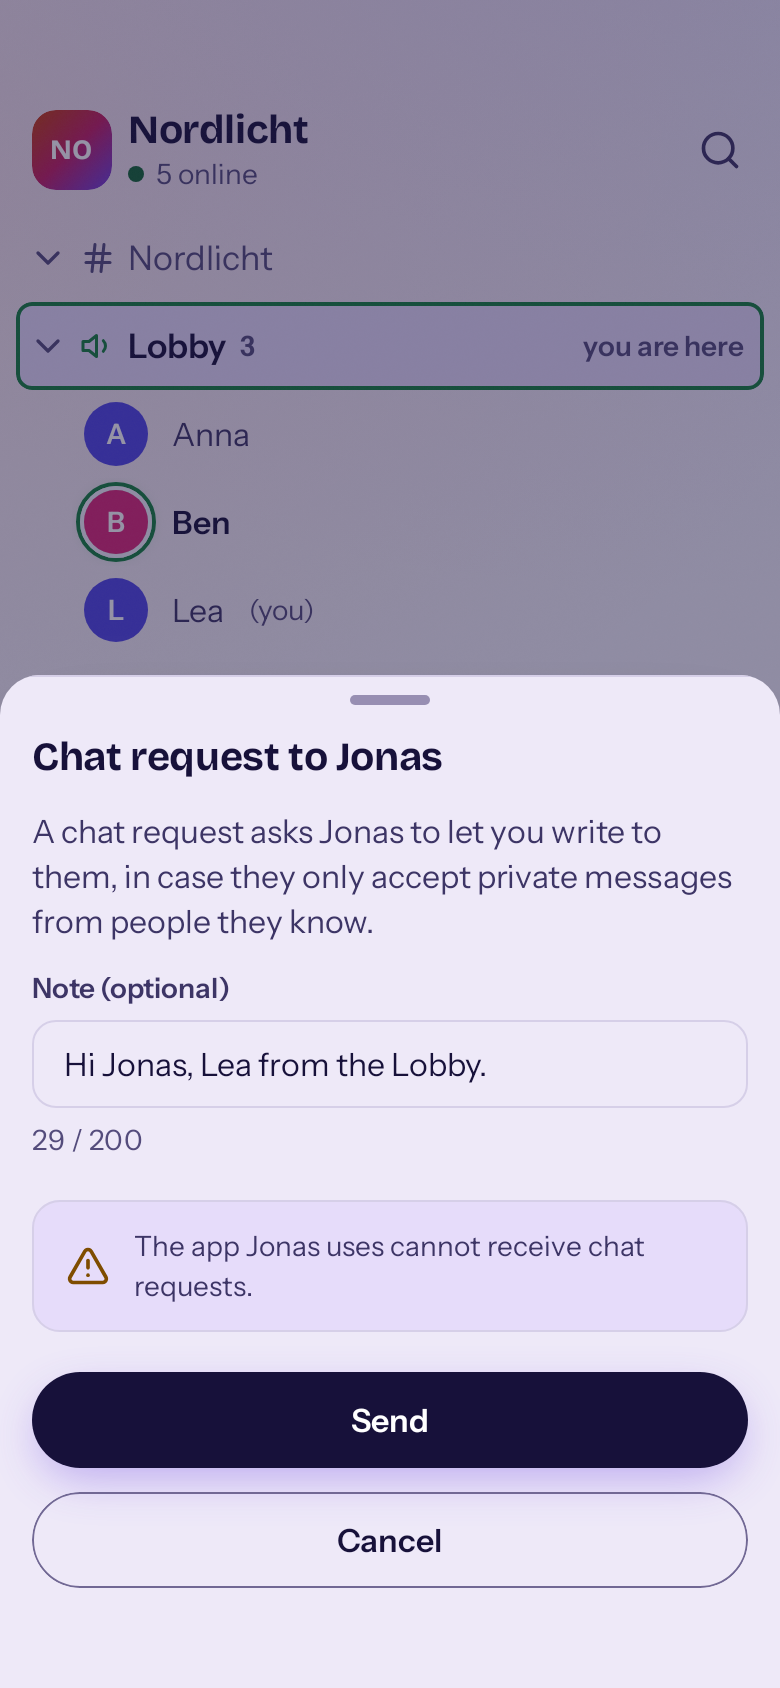 NO
Nordlicht
5 online
# Nordlicht
Lobby 3 you are here
A Anna
B Ben
L Lea (you)
Chat request to Jonas
A chat request asks Jonas to let you write to
them, in case they only accept private messages
from people they know.
Note (optional)
Hi Jonas, Lea from the Lobby.
29 / 200
The app Jonas uses cannot receive chat
requests.
Send
Cancel